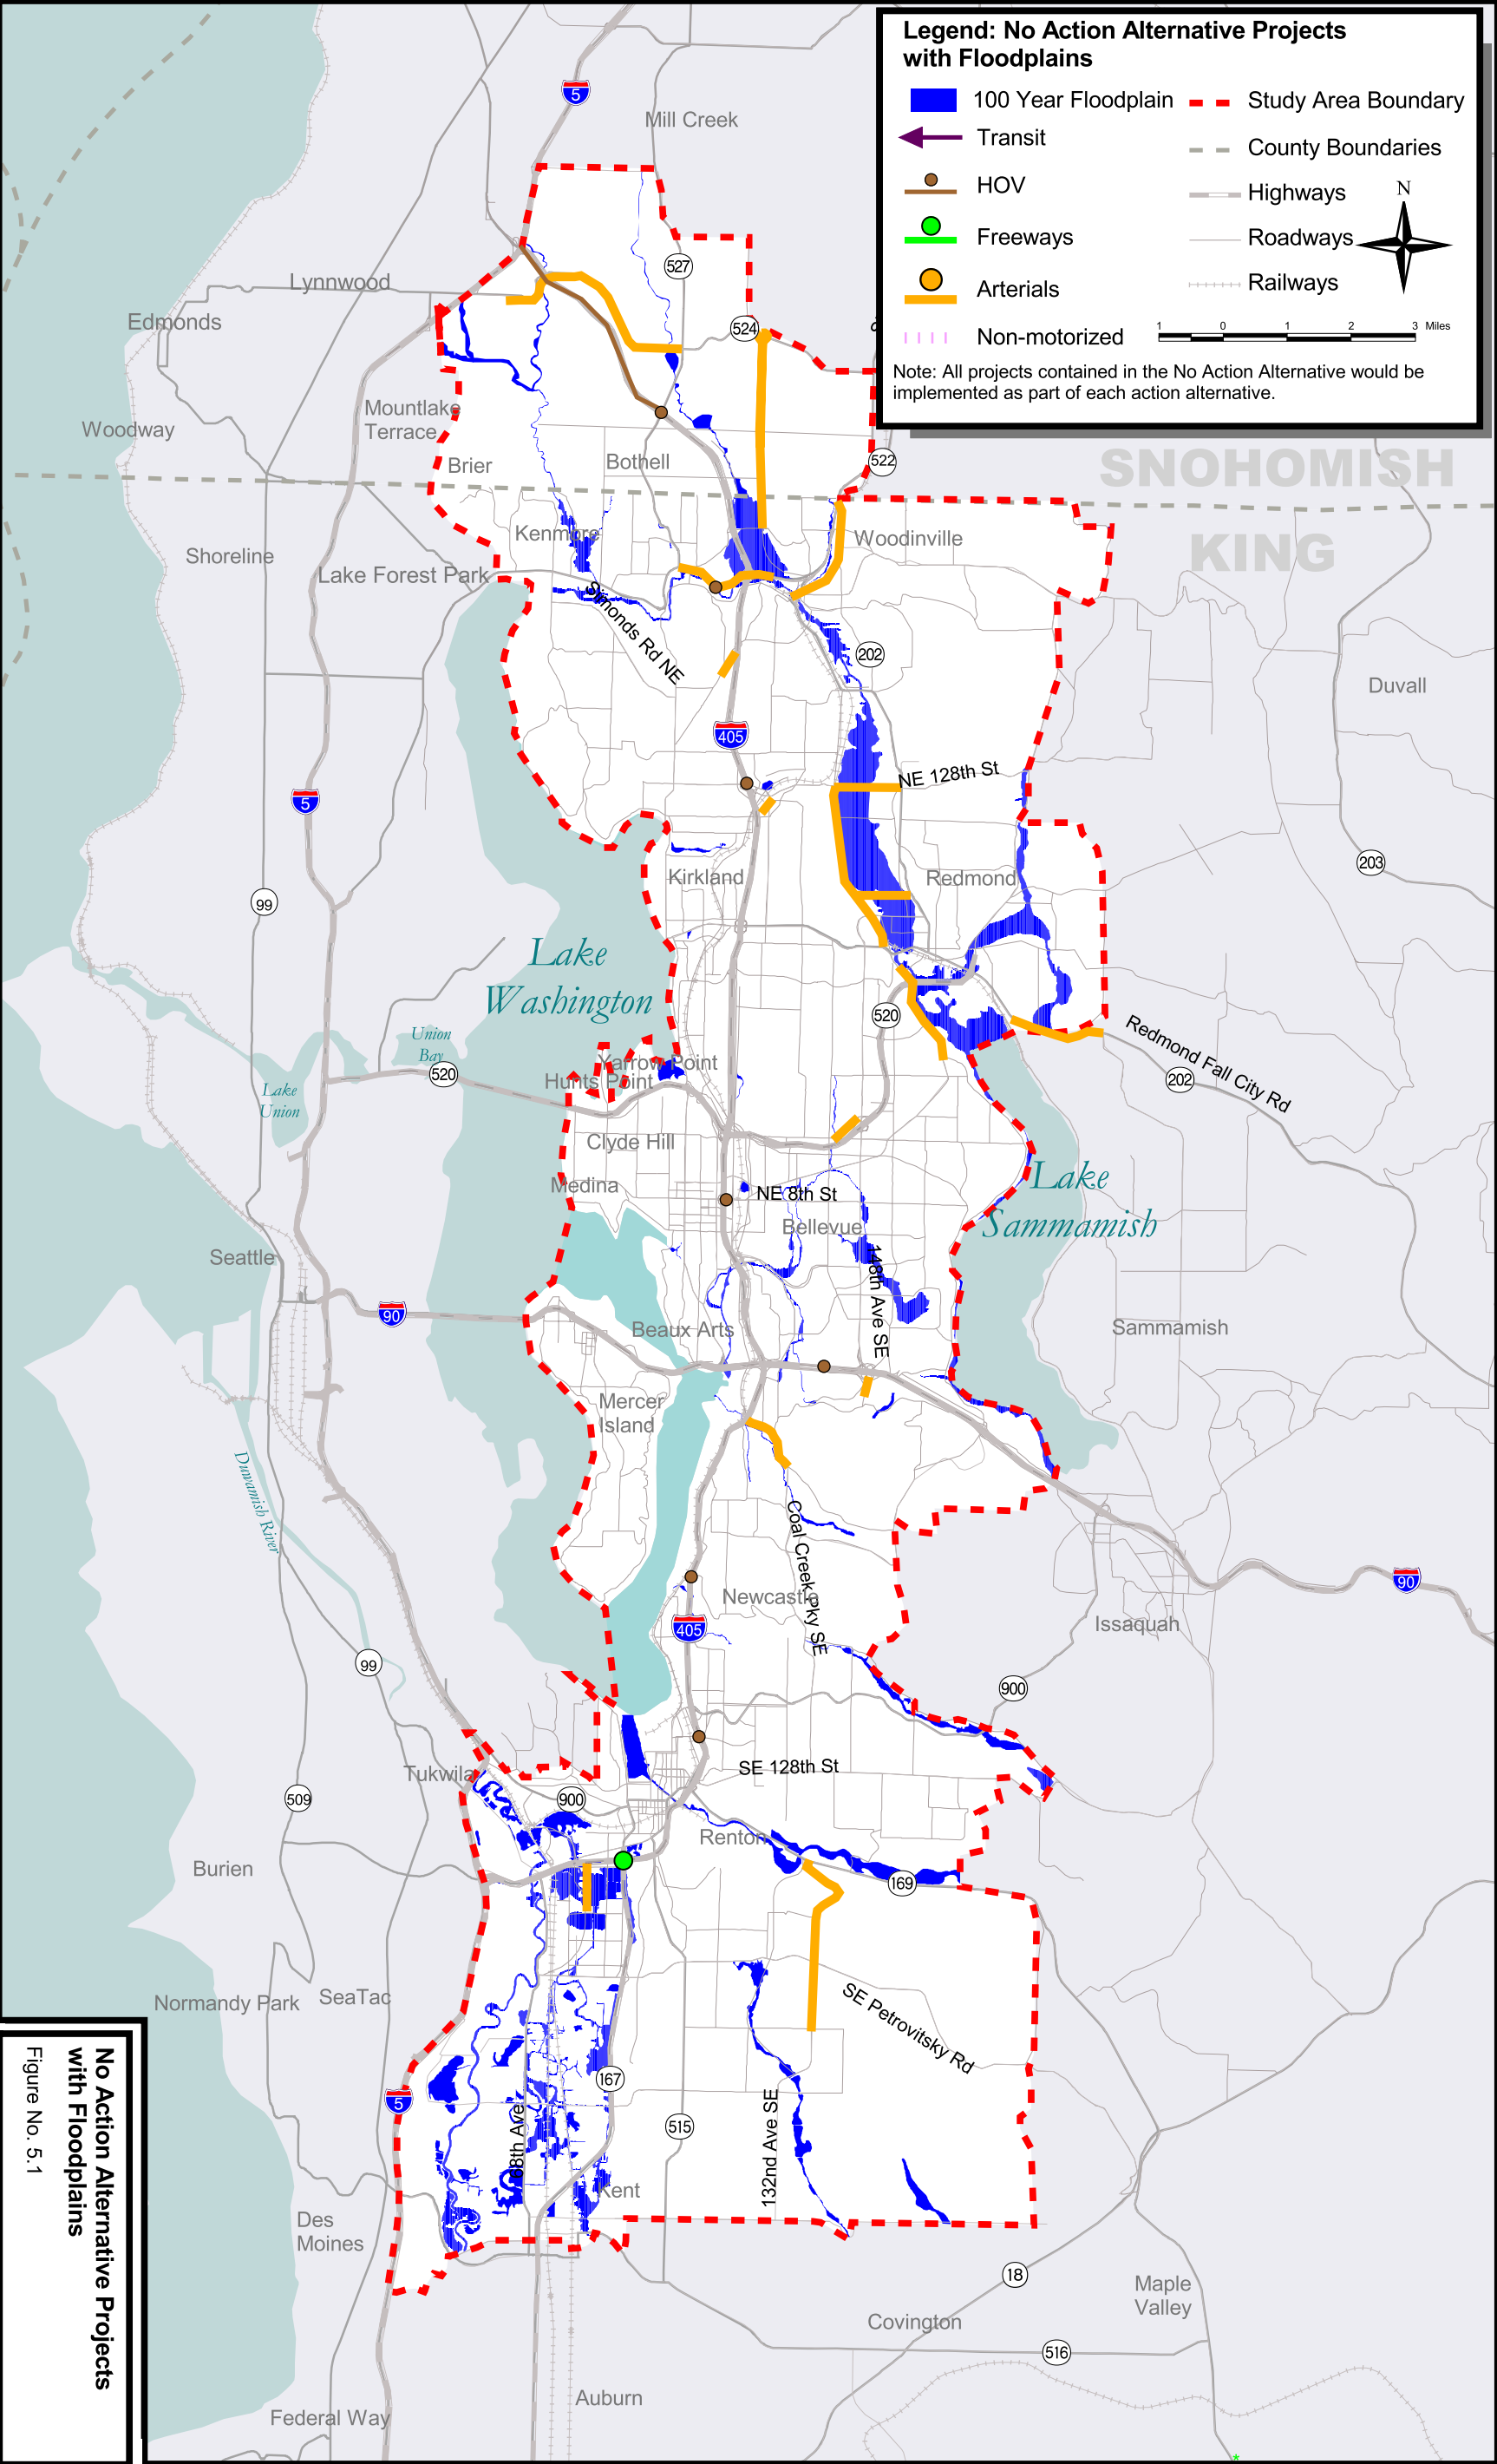 Legend: No Action Alternative Projects
with Floodplains
100 Year Floodplain
Transit
HOV
Freeways
Arterials
Non-motorized
Study Area Boundary
County Boundaries
Highways
Roadways
Railways
N
1 0 1 2 3 Miles
Note: All projects contained in the No Action Alternative would be
implemented as part of each action alternative.
5
Mill Creek
527
Lynnwood
Edmonds
524
Mountlake
Terrace
Woodway
Brier
Bothell
522
SNOHOMISH
KING
Kenmore
Woodinville
Shoreline
Lake Forest Park
Simonds Rd NE
202
Duvall
405
NE 128th St
5
203
Kirkland
Redmond
99
Lake
Washington
520
Union
Bay
520
Redmond Fall City Rd
202
Yarrow Point
Hunts Point
Lake
Union
Clyde Hill
Medina
NE 8th St
Bellevue
Lake
Sammamish
Seattle
148th Ave SE
90
Beaux Arts
Sammamish
Mercer
Island
Duwamish River
Coal Creek Pky SE
Newcastle
90
405
Issaquah
99
900
SE 128th St
Tukwila
900
509
Renton
Burien
169
Normandy Park
SeaTac
SE Petrovitsky Rd
167
5
515
68th Ave
132nd Ave SE
Kent
Des
Moines
18
Maple
Valley
Covington
516
Auburn
Federal Way
No Action Alternative Projects
with Floodplains
Figure No. 5.1